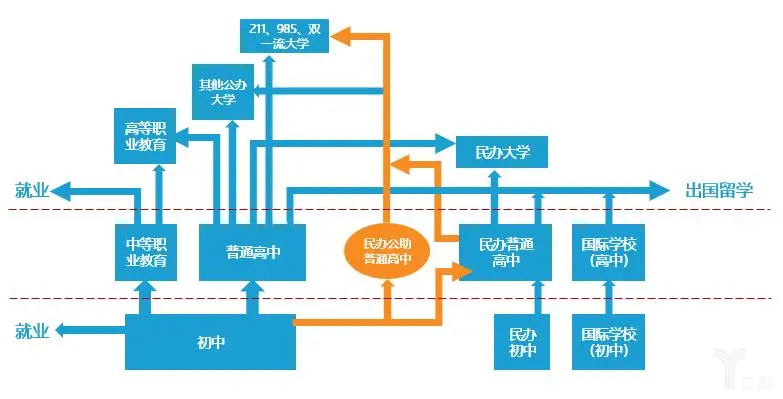 211、985、双
一流大学
其他公办
大学
高等职
业教育
民办大学
就业
出国留学
中等职
业教育
普通高中
民办公助
普通高中
民办普通
高中
国际学校
(高中)
就业
初中
民办
初中
国际学校
(初中)